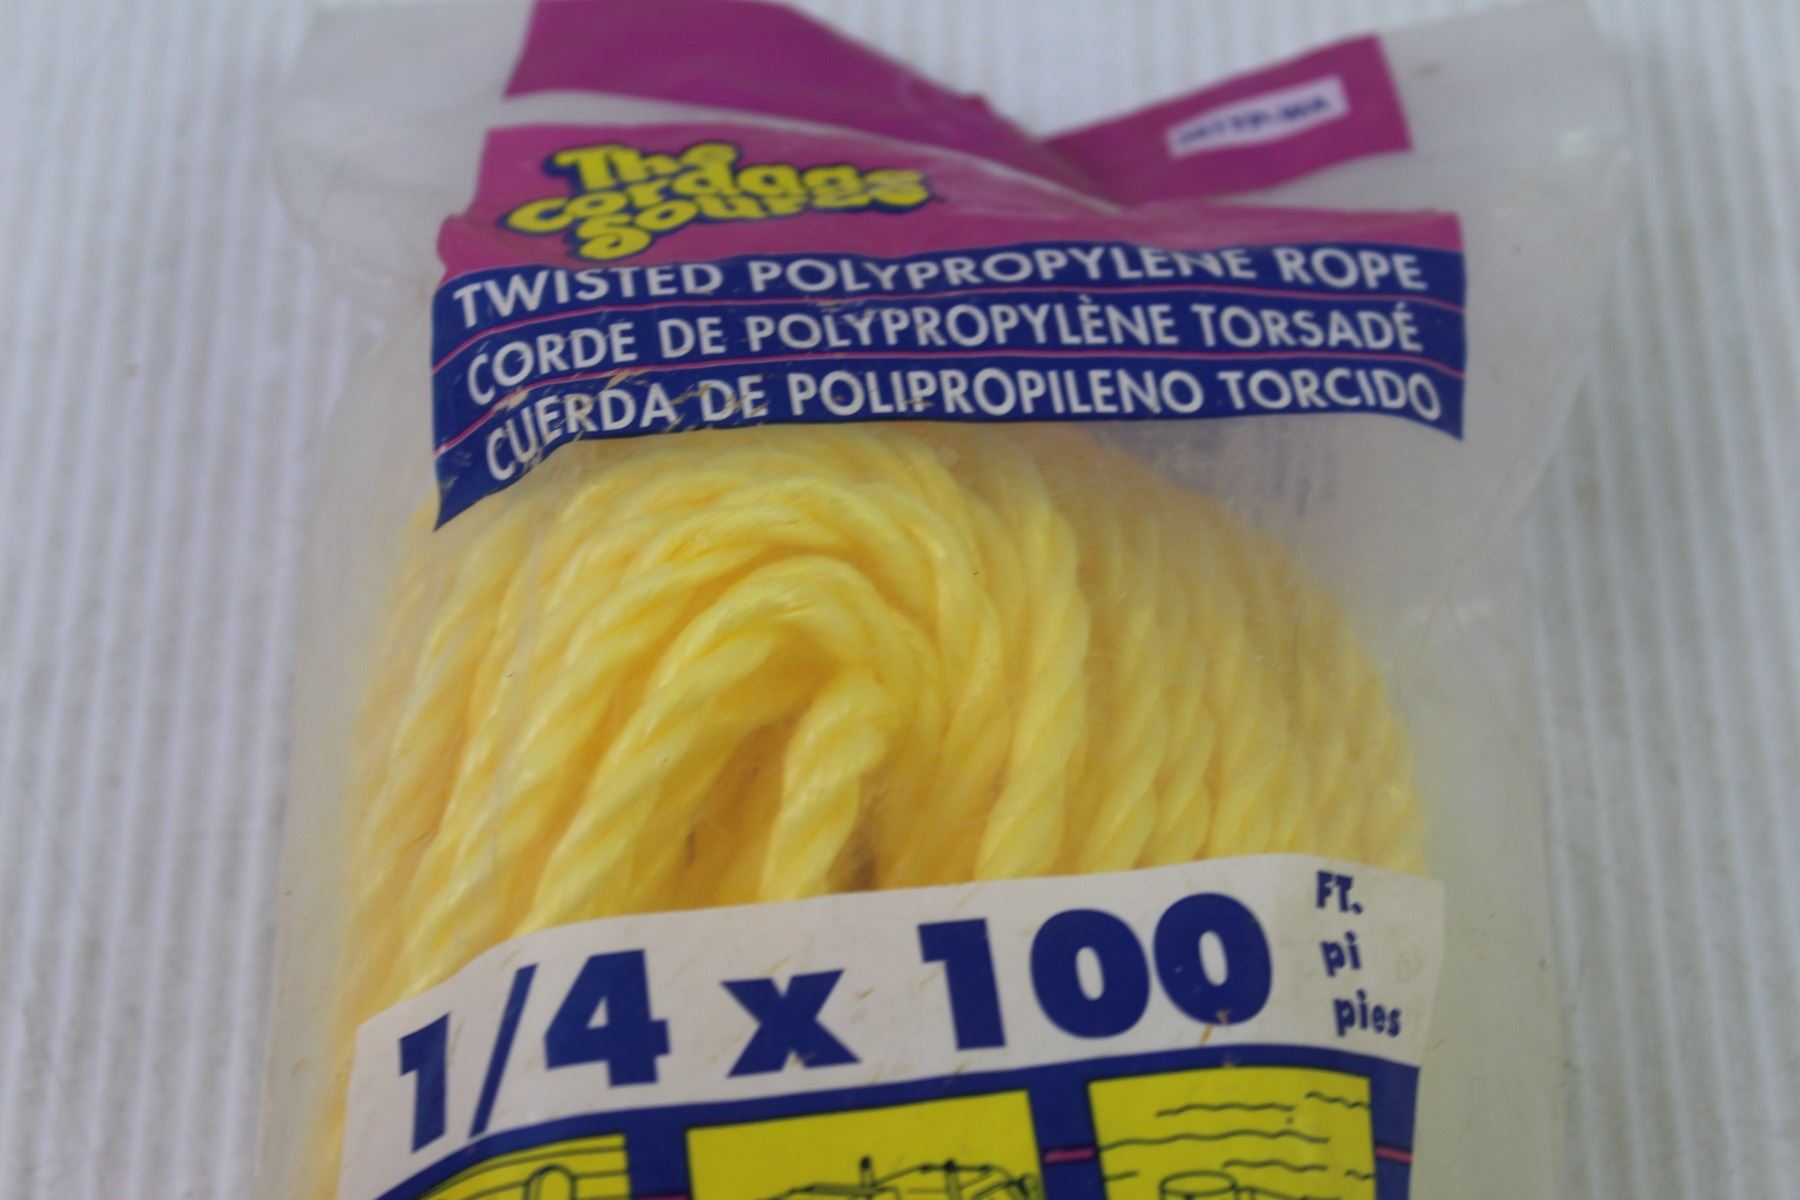 The
Cordage
Source
TWISTED POLYPROPYLENE ROPE
CORDE DE POLYPROPYLÈNE TORSADÉ
CUERDA DE POLIPROPILENO TORCIDO
1/4 x 100
FT.
pi
pies